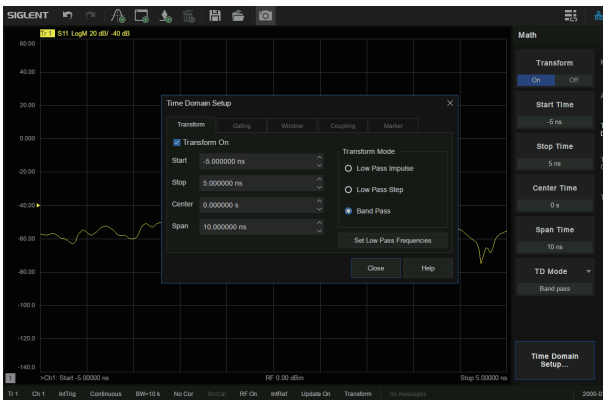 SIGLENT
Tr 1 S11 LogM 20 dB/ -40 dB
60.00
40.00
20.00
0.000
-20.00
-40.00
-60.00
-80.00
-100.0
-120.0
-140.0
Time Domain Setup
Transform Gating Window Coupling Marker
Transform On
Start -5.000000 ns
Stop 5.000000 ns
Center 0.000000 s
Span 10.000000 ns
Transform Mode
Low Pass Impulse
Low Pass Step
Band Pass
Set Low Pass Frequencies
Close Help
Math
Transform
On Off
Start Time
-5 ns
Stop Time
5 ns
Center Time
0 s
Span Time
10 ns
TD Mode
Band pass
Time Domain
Setup...
1 >Ch1: Start -5.00000 ns RF 0.00 dBm Stop 5.00000 ns
Tr 1 Ch 1 IntTrig Continuous BW=10 k No Cor SrcCal RF On IntRef Update On Transform no messages 2000-0